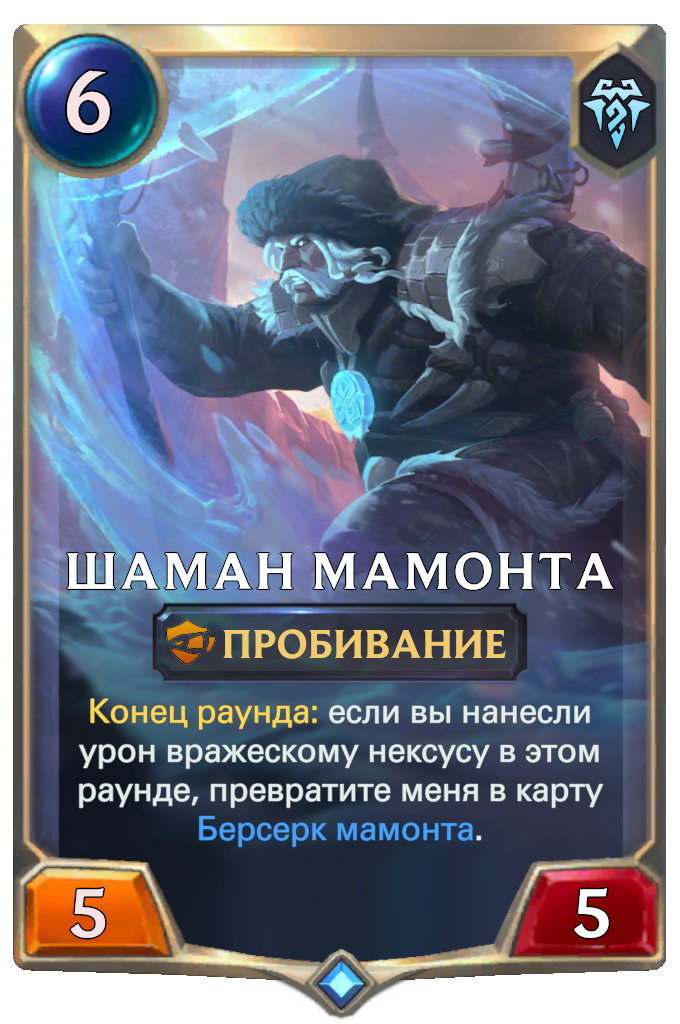 6
ШАМАН МАМОНТА
ПРОБИВАНИЕ
Конец раунда: если вы нанесли
урон вражескому нексусу в этом
раунде, превратите меня в карту
Берсерк мамонта.
5
5